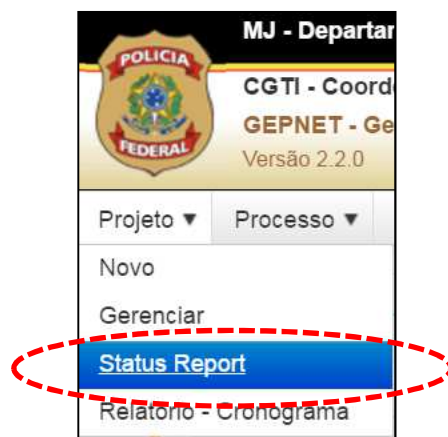 POLICIA
FEDERAL
MJ - Departar
CGTI - Coord
GEPNET - Ge
Versão 2.2.0
Projeto ▼ Processo ▼
Novo
Gerenciar
Status Report
Relatório - Cronograma